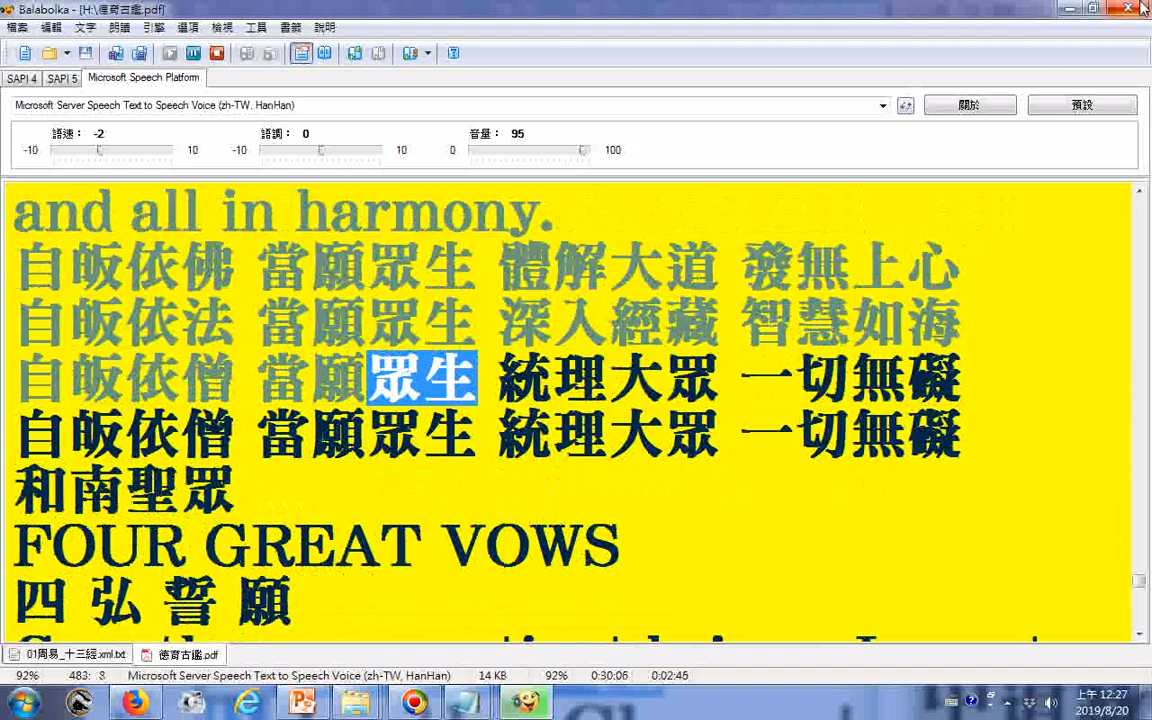 Balabolka - [H:\德育古鑑.pdf]
檔案 編輯 文字 朗讀 引擎 選項 檢視 工具 書籤 說明
SAPI 4 SAPI 5 Microsoft Speech Platform
Microsoft Server Speech Text to Speech Voice (zh-TW, HanHan) 關於 預設
語速： -2 語調： 0 音量： 95
-10 10 -10 10 0 100
and all in harmony.
自皈依佛 當願眾生 體解大道 發無上心
自皈依法 當願眾生 深入經藏 智慧如海
自皈依僧 當願眾生 統理大眾 一切無礙
自皈依僧 當願眾生 統理大眾 一切無礙
和南聖眾
FOUR GREAT VOWS
四 弘 誓 願
01周易_十三經.xml.txt 德育古鑑.pdf
92% 483: 8 Microsoft Server Speech Text to Speech Voice (zh-TW, HanHan) 14 KB 92% 0:30:06 0:02:45
上午 12:27
2019/8/20